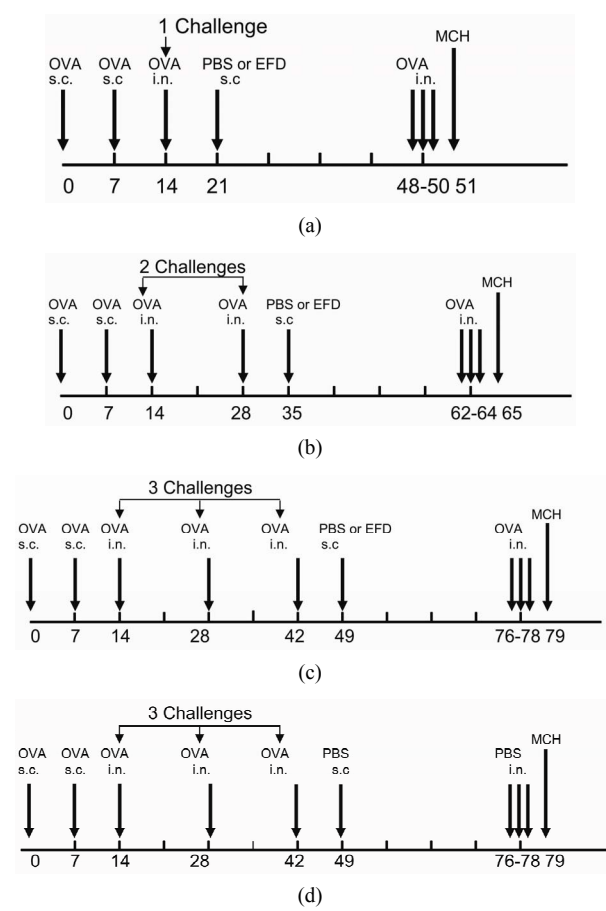 1 Challenge
MCH
OVA OVA OVA PBS or EFD OVA
s.c. s.c i.n. s.c i.n.
0 7 14 21 48-50 51
(a)
2 Challenges
MCH
OVA OVA OVA OVA PBS or EFD OVA
s.c. s.c. i.n. i.n. s.c i.n.
0 7 14 28 35 62-64 65
(b)
3 Challenges
MCH
OVA OVA OVA OVA OVA PBS or EFD OVA
s.c. s.c. i.n. i.n. i.n. s.c i.n.
0 7 14 28 42 49 76-78 79
(c)
3 Challenges
MCH
OVA OVA OVA OVA OVA PBS PBS
s.c. s.c. i.n. i.n. i.n. s.c i.n.
0 7 14 28 42 49 76-78 79
(d)